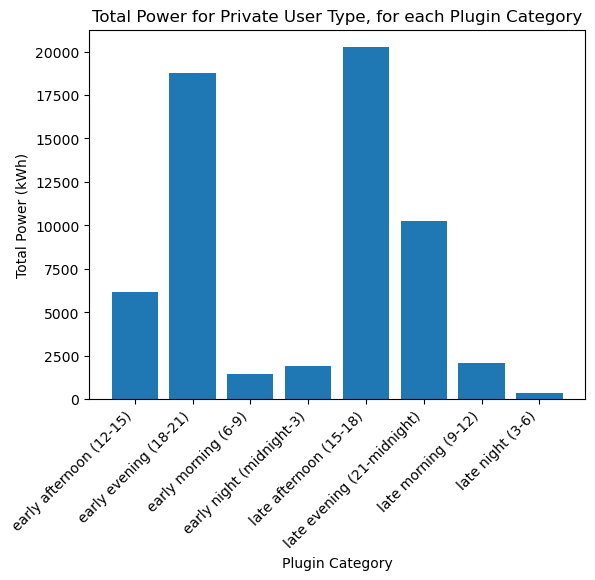 Total Power for Private User Type, for each Plugin Category
Total Power (kWh)
20000
17500
15000
12500
10000
7500
5000
2500
0
early afternoon (12-15)
early evening (18-21)
early morning (6-9)
early night (midnight-3)
late afternoon (15-18)
late evening (21-midnight)
late morning (9-12)
late night (3-6)
Plugin Category